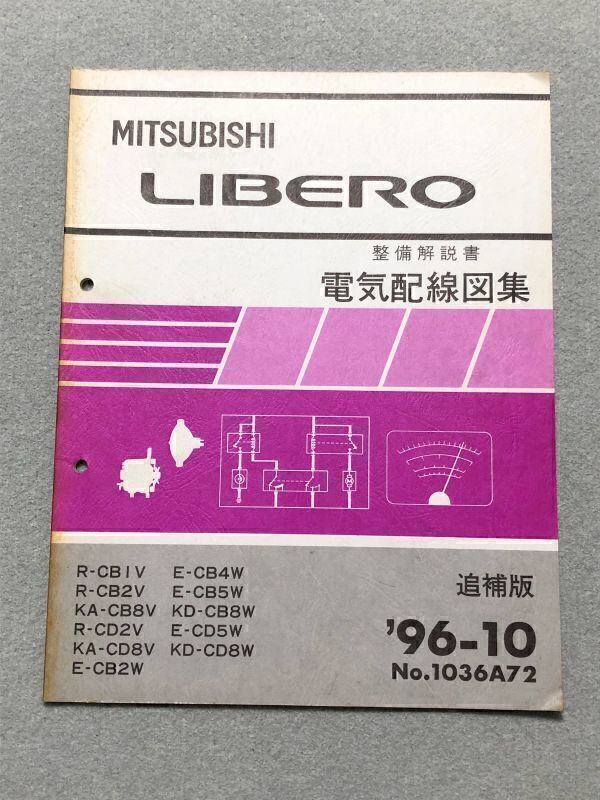 MITSUBISHI
LIBERO
整備解説書
電気配線図集
R-CB1V E-CB4W
R-CB2V E-CB5W
KA-CB8V KD-CB8W
R-CD2V E-CD5W
KA-CD8V KD-CD8W
E-CB2W
追補版
'96-10
No.1036A72